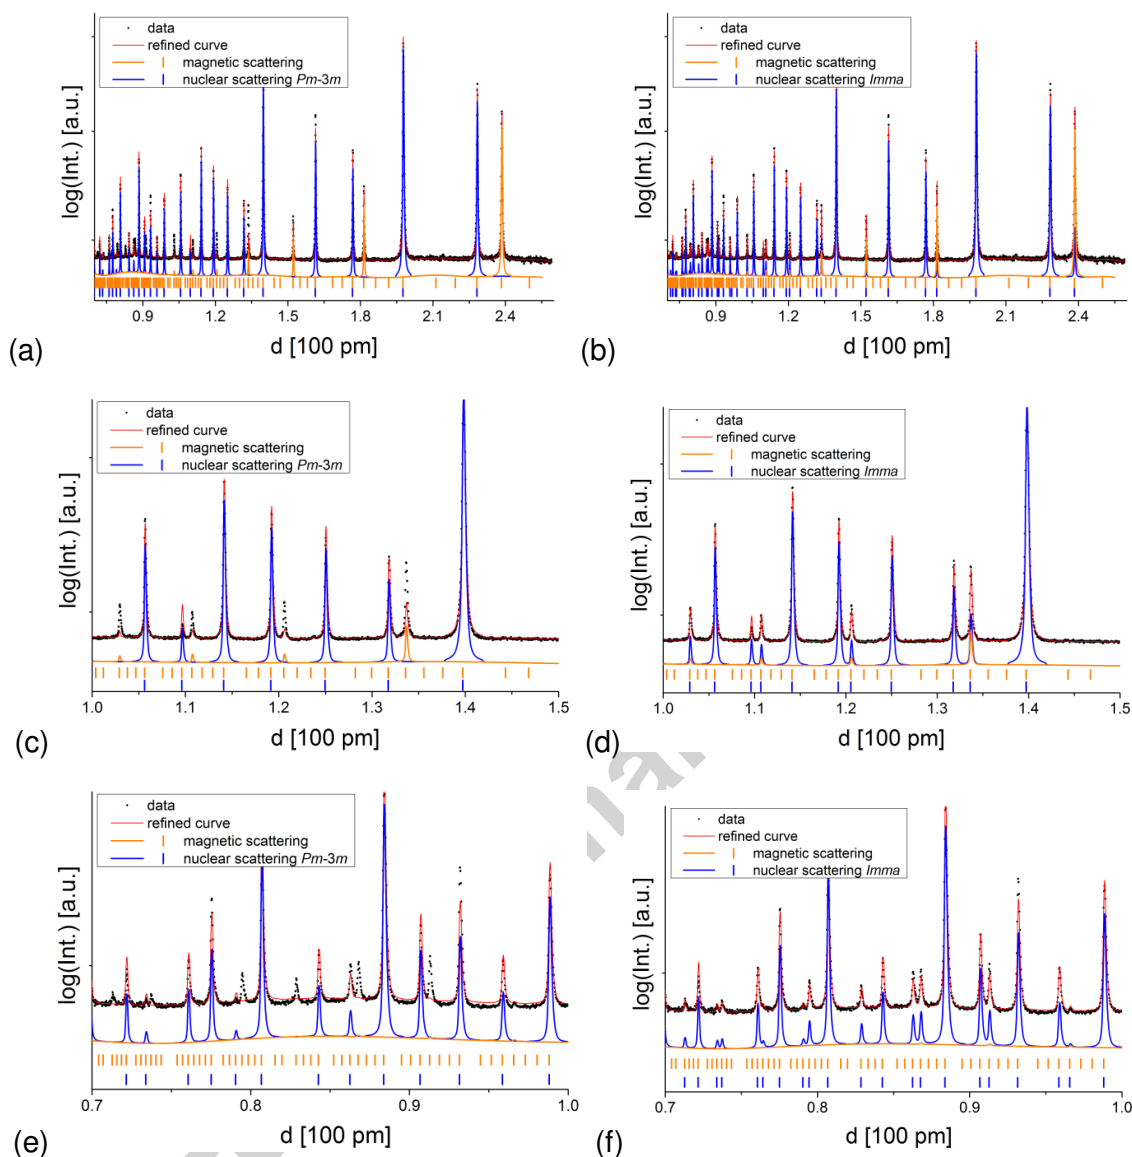 data
refined curve
magnetic scattering
nuclear scattering Pm-3m
log(Int.) [a.u.]
0.9 1.2 1.5 1.8 2.1 2.4
d [100 pm]
(a)
data
refined curve
magnetic scattering
nuclear scattering Imma
log(Int.) [a.u.]
0.9 1.2 1.5 1.8 2.1 2.4
d [100 pm]
(b)
data
refined curve
magnetic scattering
nuclear scattering Pm-3m
log(Int.) [a.u.]
1.0 1.1 1.2 1.3 1.4 1.5
d [100 pm]
(c)
data
refined curve
magnetic scattering
nuclear scattering Imma
log(Int.) [a.u.]
1.0 1.1 1.2 1.3 1.4 1.5
d [100 pm]
(d)
data
refined curve
magnetic scattering
nuclear scattering Pm-3m
log(Int.) [a.u.]
0.7 0.8 0.9 1.0
d [100 pm]
(e)
data
refined curve
magnetic scattering
nuclear scattering Imma
log(Int.) [a.u.]
0.7 0.8 0.9 1.0
d [100 pm]
(f)